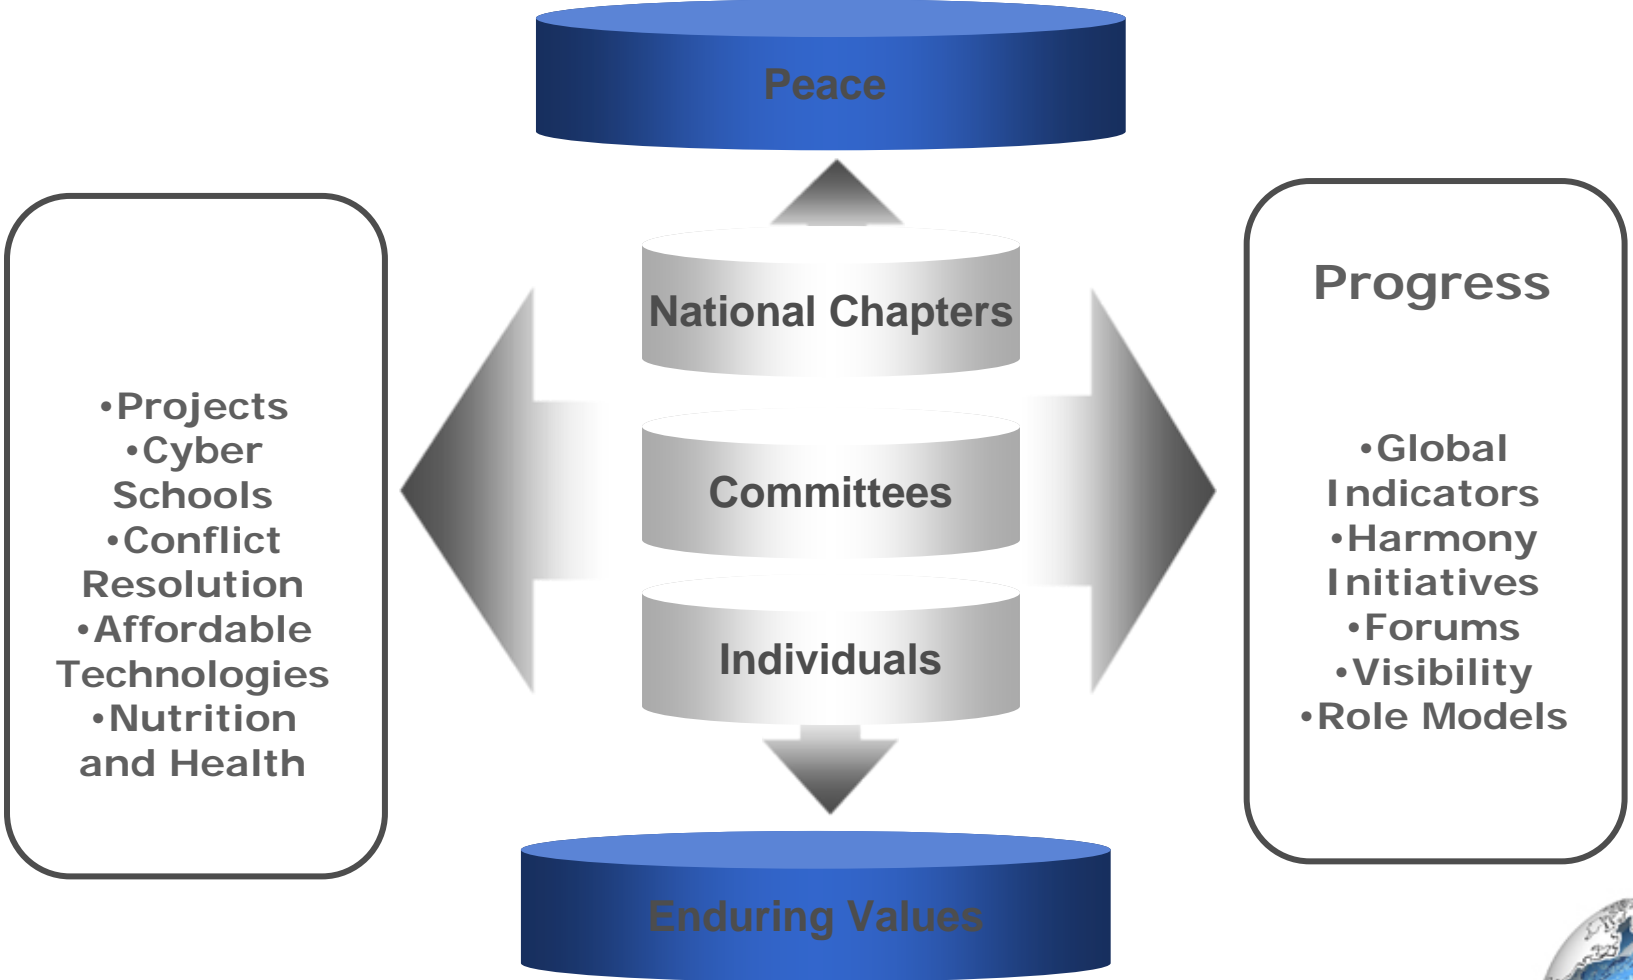 Peace
National Chapters
Committees
Individuals
Enduring Values
•Projects
•Cyber
Schools
•Conflict
Resolution
•Affordable
Technologies
•Nutrition
and Health
Progress
•Global
Indicators
•Harmony
Initiatives
•Forums
•Visibility
•Role Models